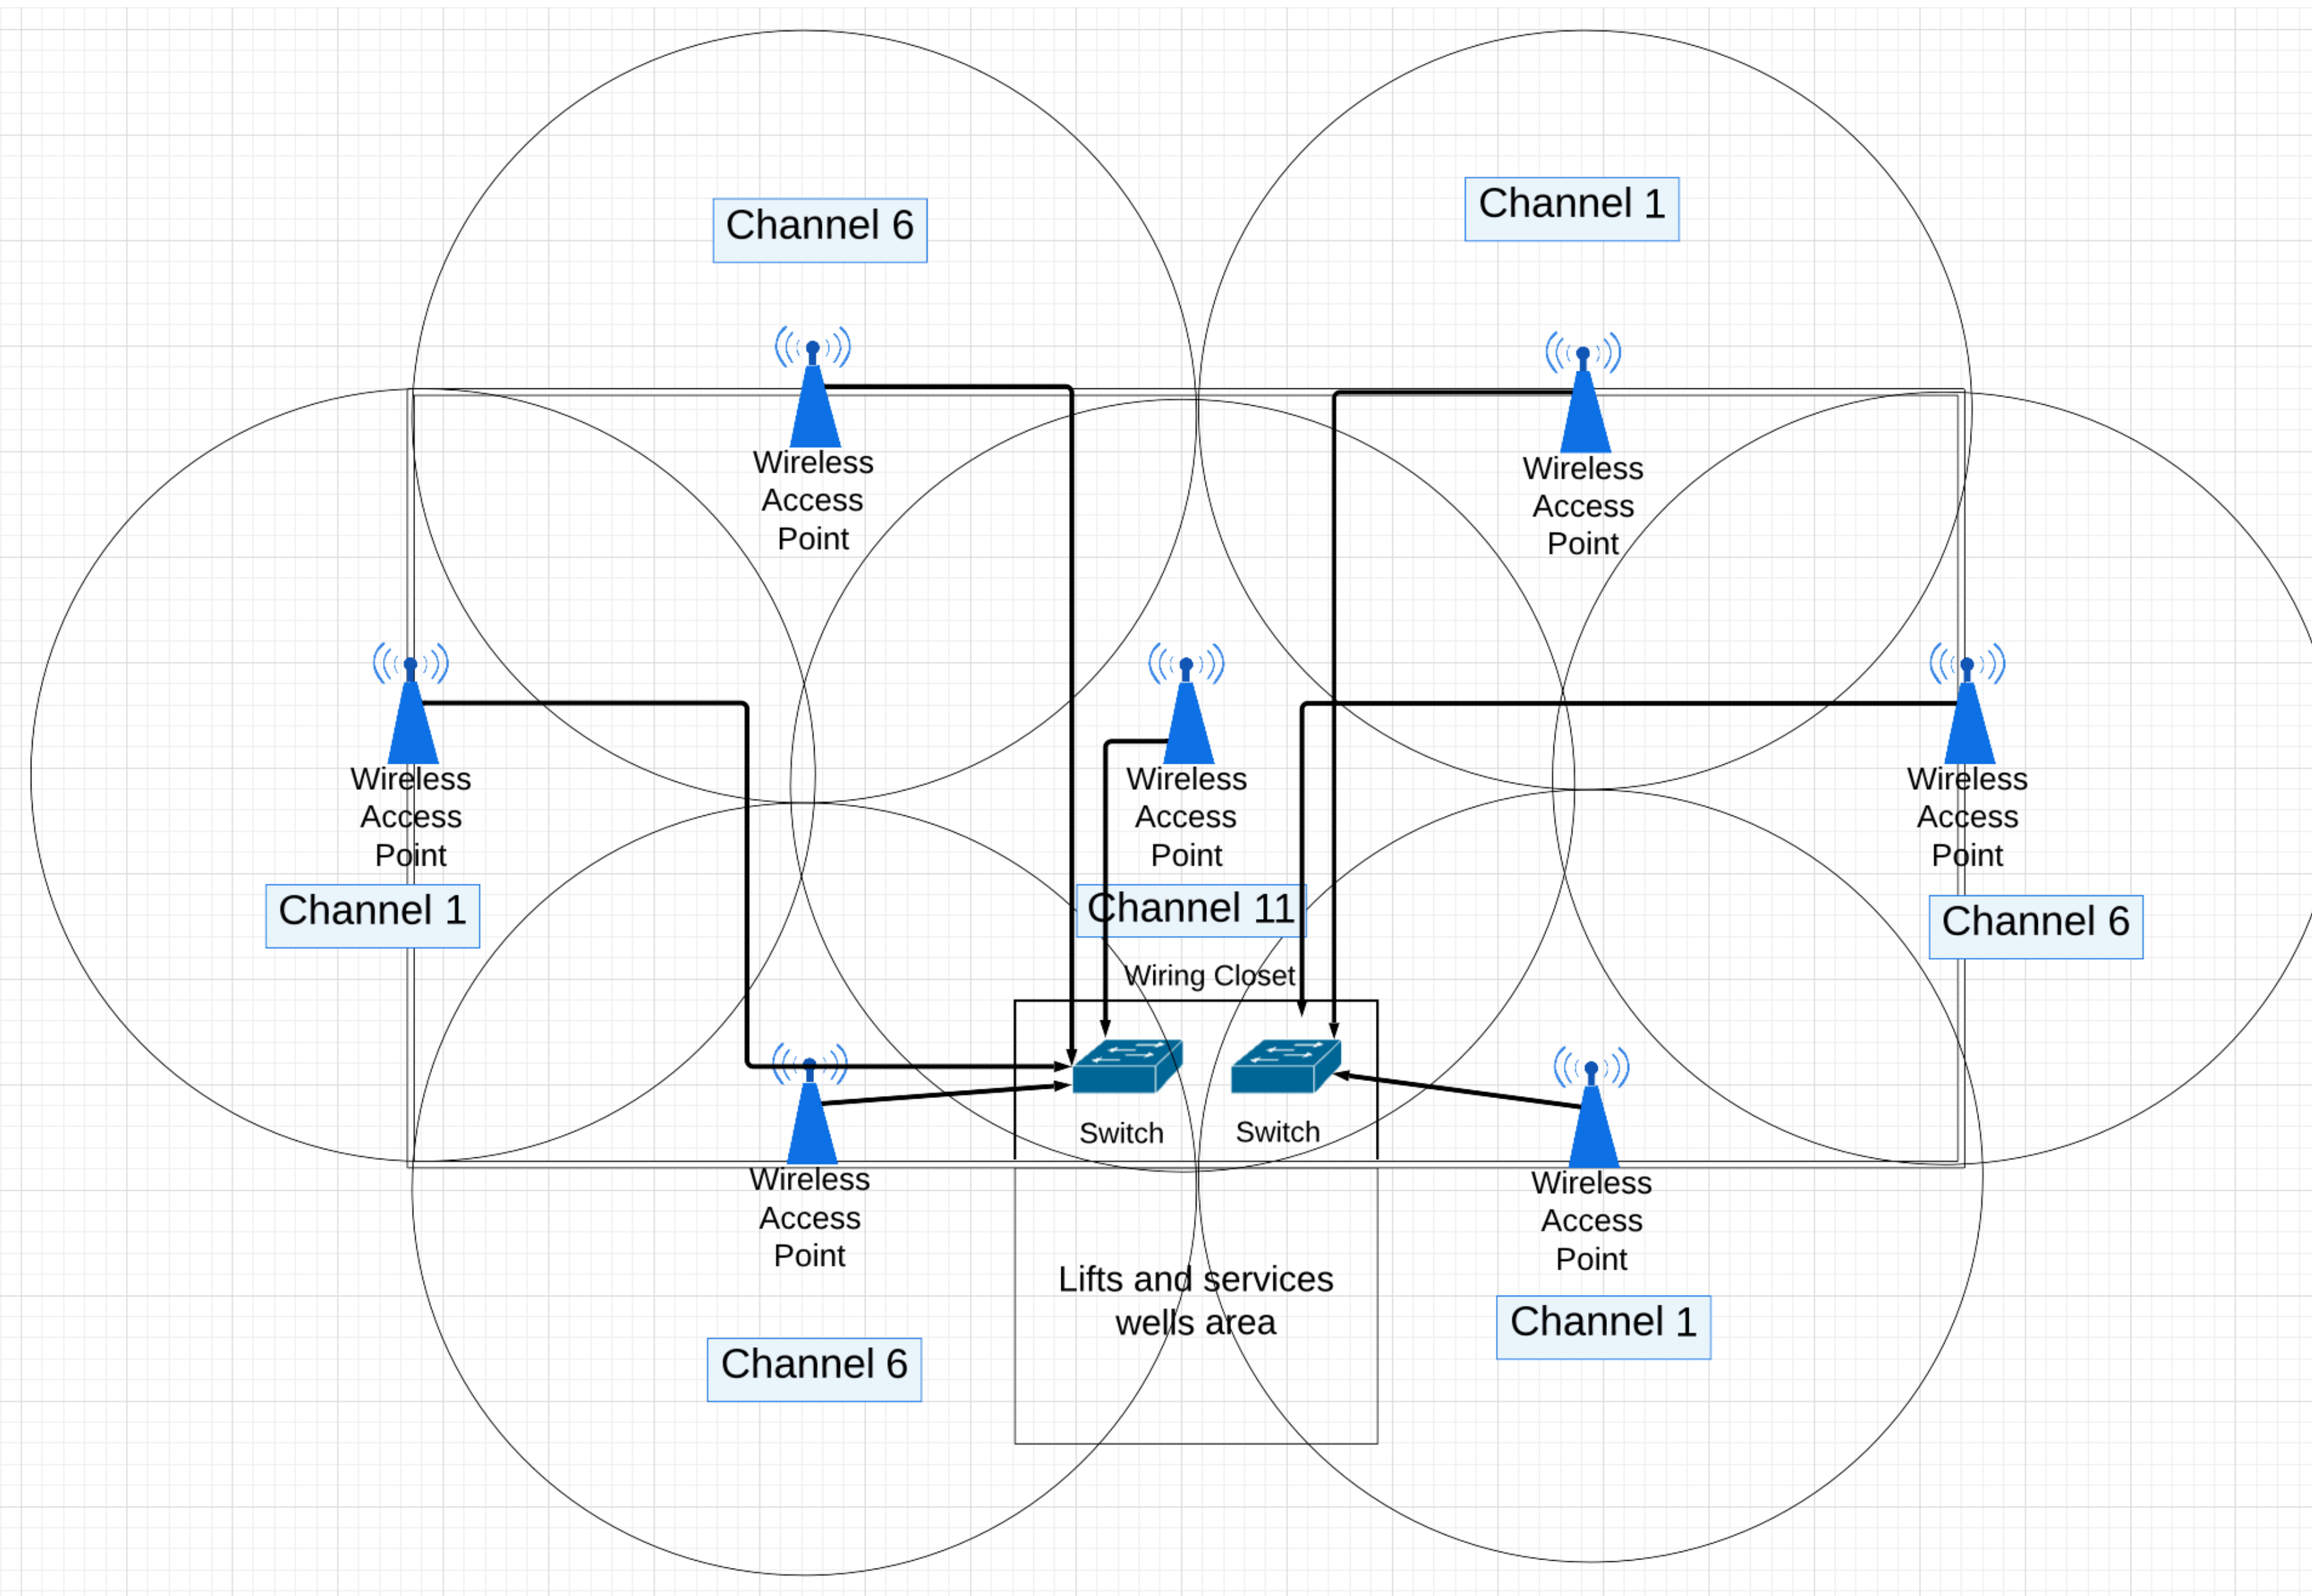 Channel 6
Channel 1
Wireless
Access
Point
Wireless
Access
Point
Wireless
Access
Point
Wireless
Access
Point
Wireless
Access
Point
Channel 1
Channel 11
Channel 6
Wiring Closet
Switch
Switch
Wireless
Access
Point
Wireless
Access
Point
Lifts and services
wells area
Channel 1
Channel 6